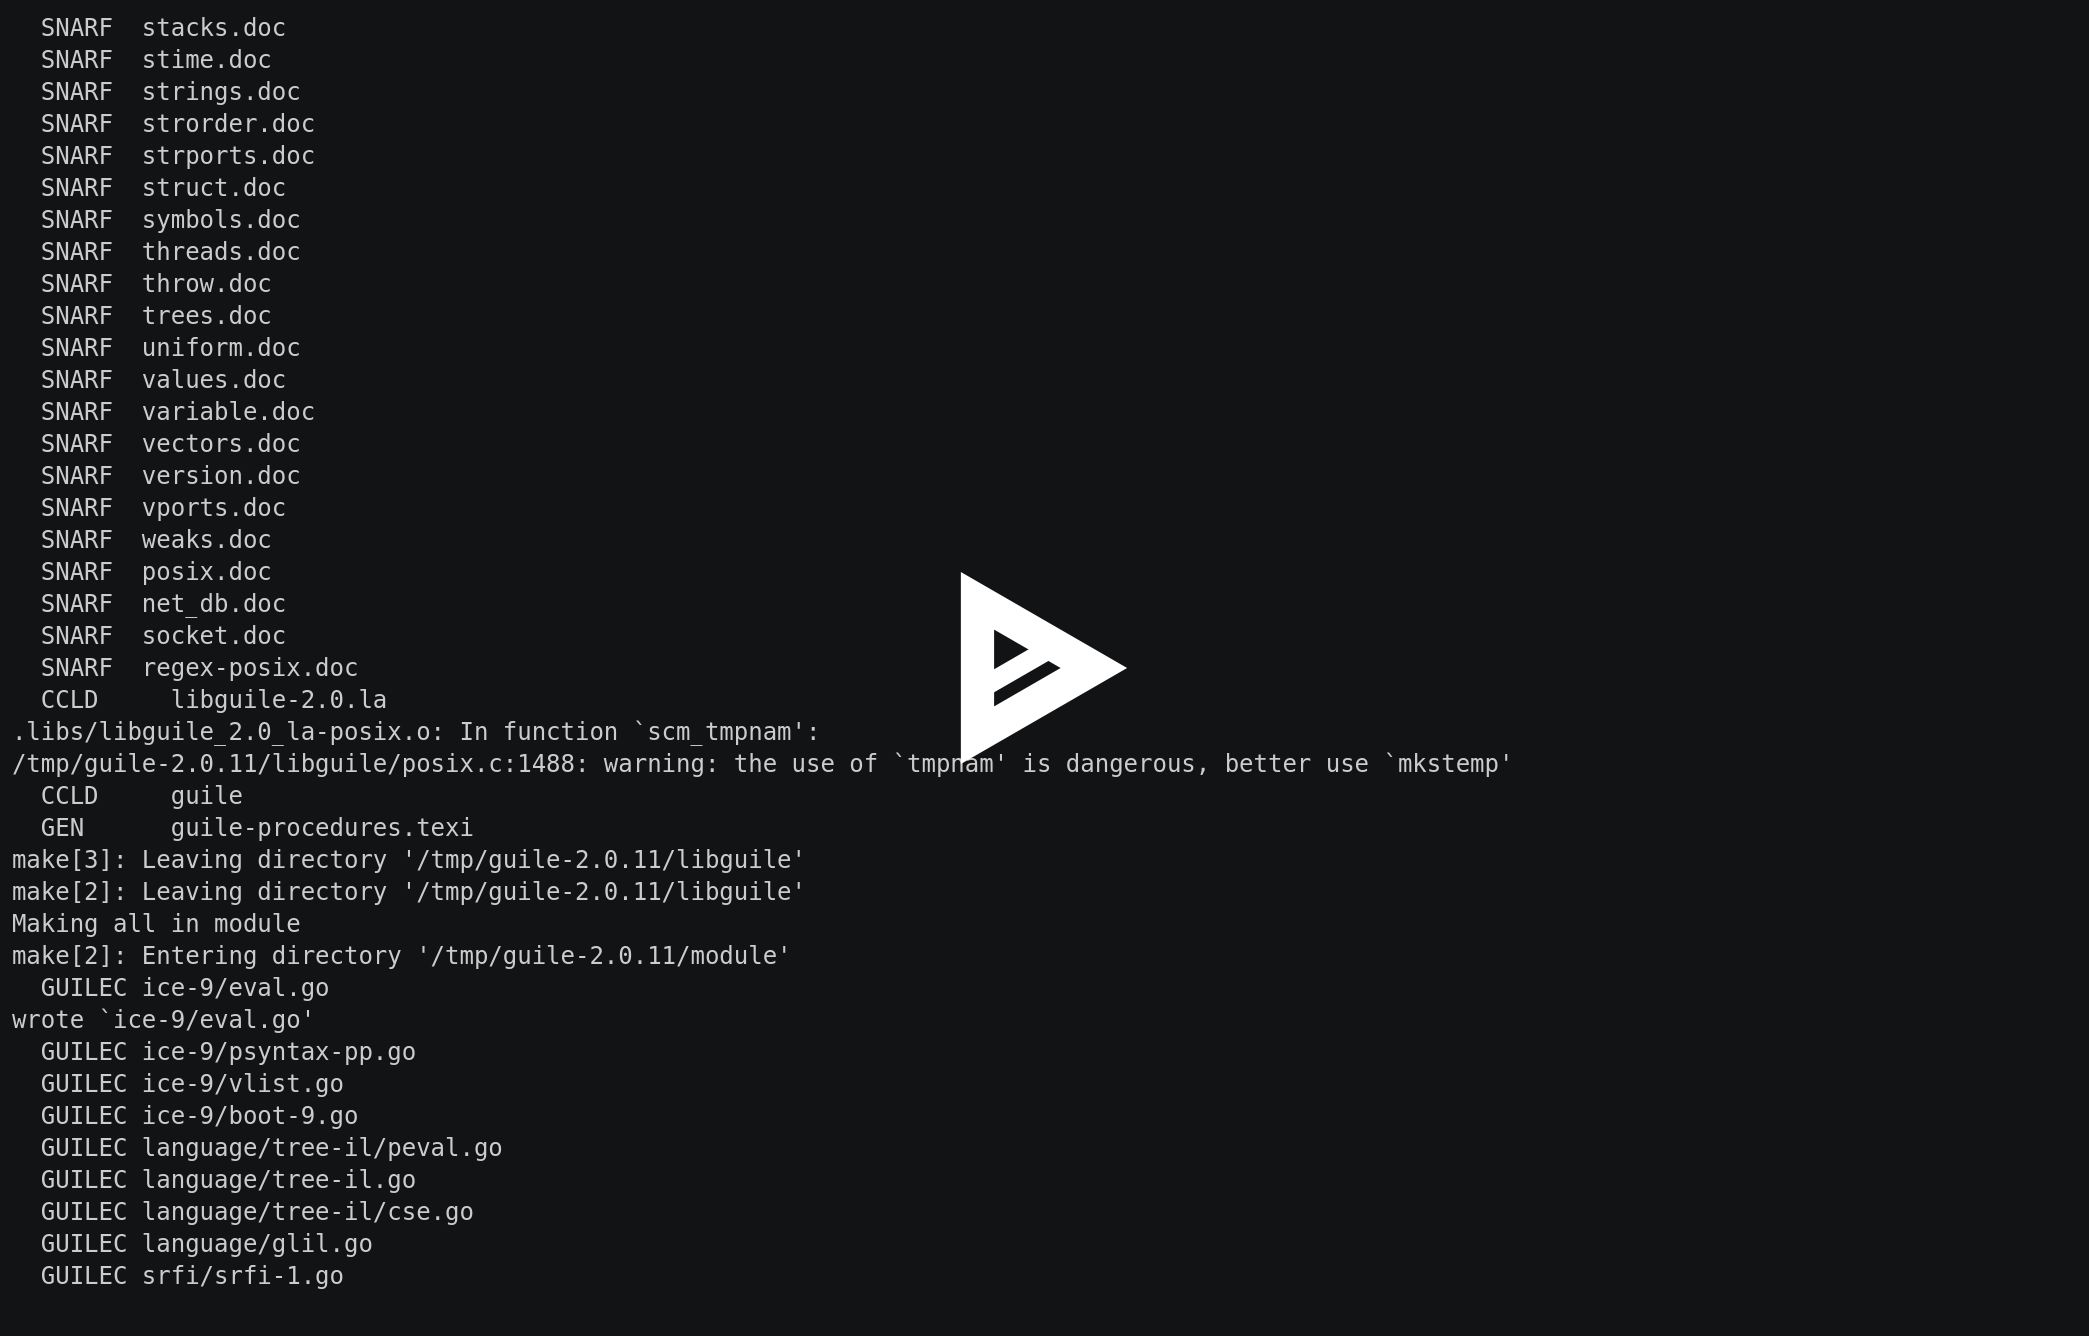 SNARF  stacks.doc
  SNARF  stime.doc
  SNARF  strings.doc
  SNARF  strorder.doc
  SNARF  strports.doc
  SNARF  struct.doc
  SNARF  symbols.doc
  SNARF  threads.doc
  SNARF  throw.doc
  SNARF  trees.doc
  SNARF  uniform.doc
  SNARF  values.doc
  SNARF  variable.doc
  SNARF  vectors.doc
  SNARF  version.doc
  SNARF  vports.doc
  SNARF  weaks.doc
  SNARF  posix.doc
  SNARF  net_db.doc
  SNARF  socket.doc
  SNARF  regex-posix.doc
  CCLD     libguile-2.0.la
.libs/libguile_2.0_la-posix.o: In function `scm_tmpnam':
/tmp/guile-2.0.11/libguile/posix.c:1488: warning: the use of `tmpnam' is dangerous, better use `mkstemp'
  CCLD     guile
  GEN      guile-procedures.texi
make[3]: Leaving directory '/tmp/guile-2.0.11/libguile'
make[2]: Leaving directory '/tmp/guile-2.0.11/libguile'
Making all in module
make[2]: Entering directory '/tmp/guile-2.0.11/module'
  GUILEC ice-9/eval.go
wrote `ice-9/eval.go'
  GUILEC ice-9/psyntax-pp.go
  GUILEC ice-9/vlist.go
  GUILEC ice-9/boot-9.go
  GUILEC language/tree-il/peval.go
  GUILEC language/tree-il.go
  GUILEC language/tree-il/cse.go
  GUILEC language/glil.go
  GUILEC srfi/srfi-1.go